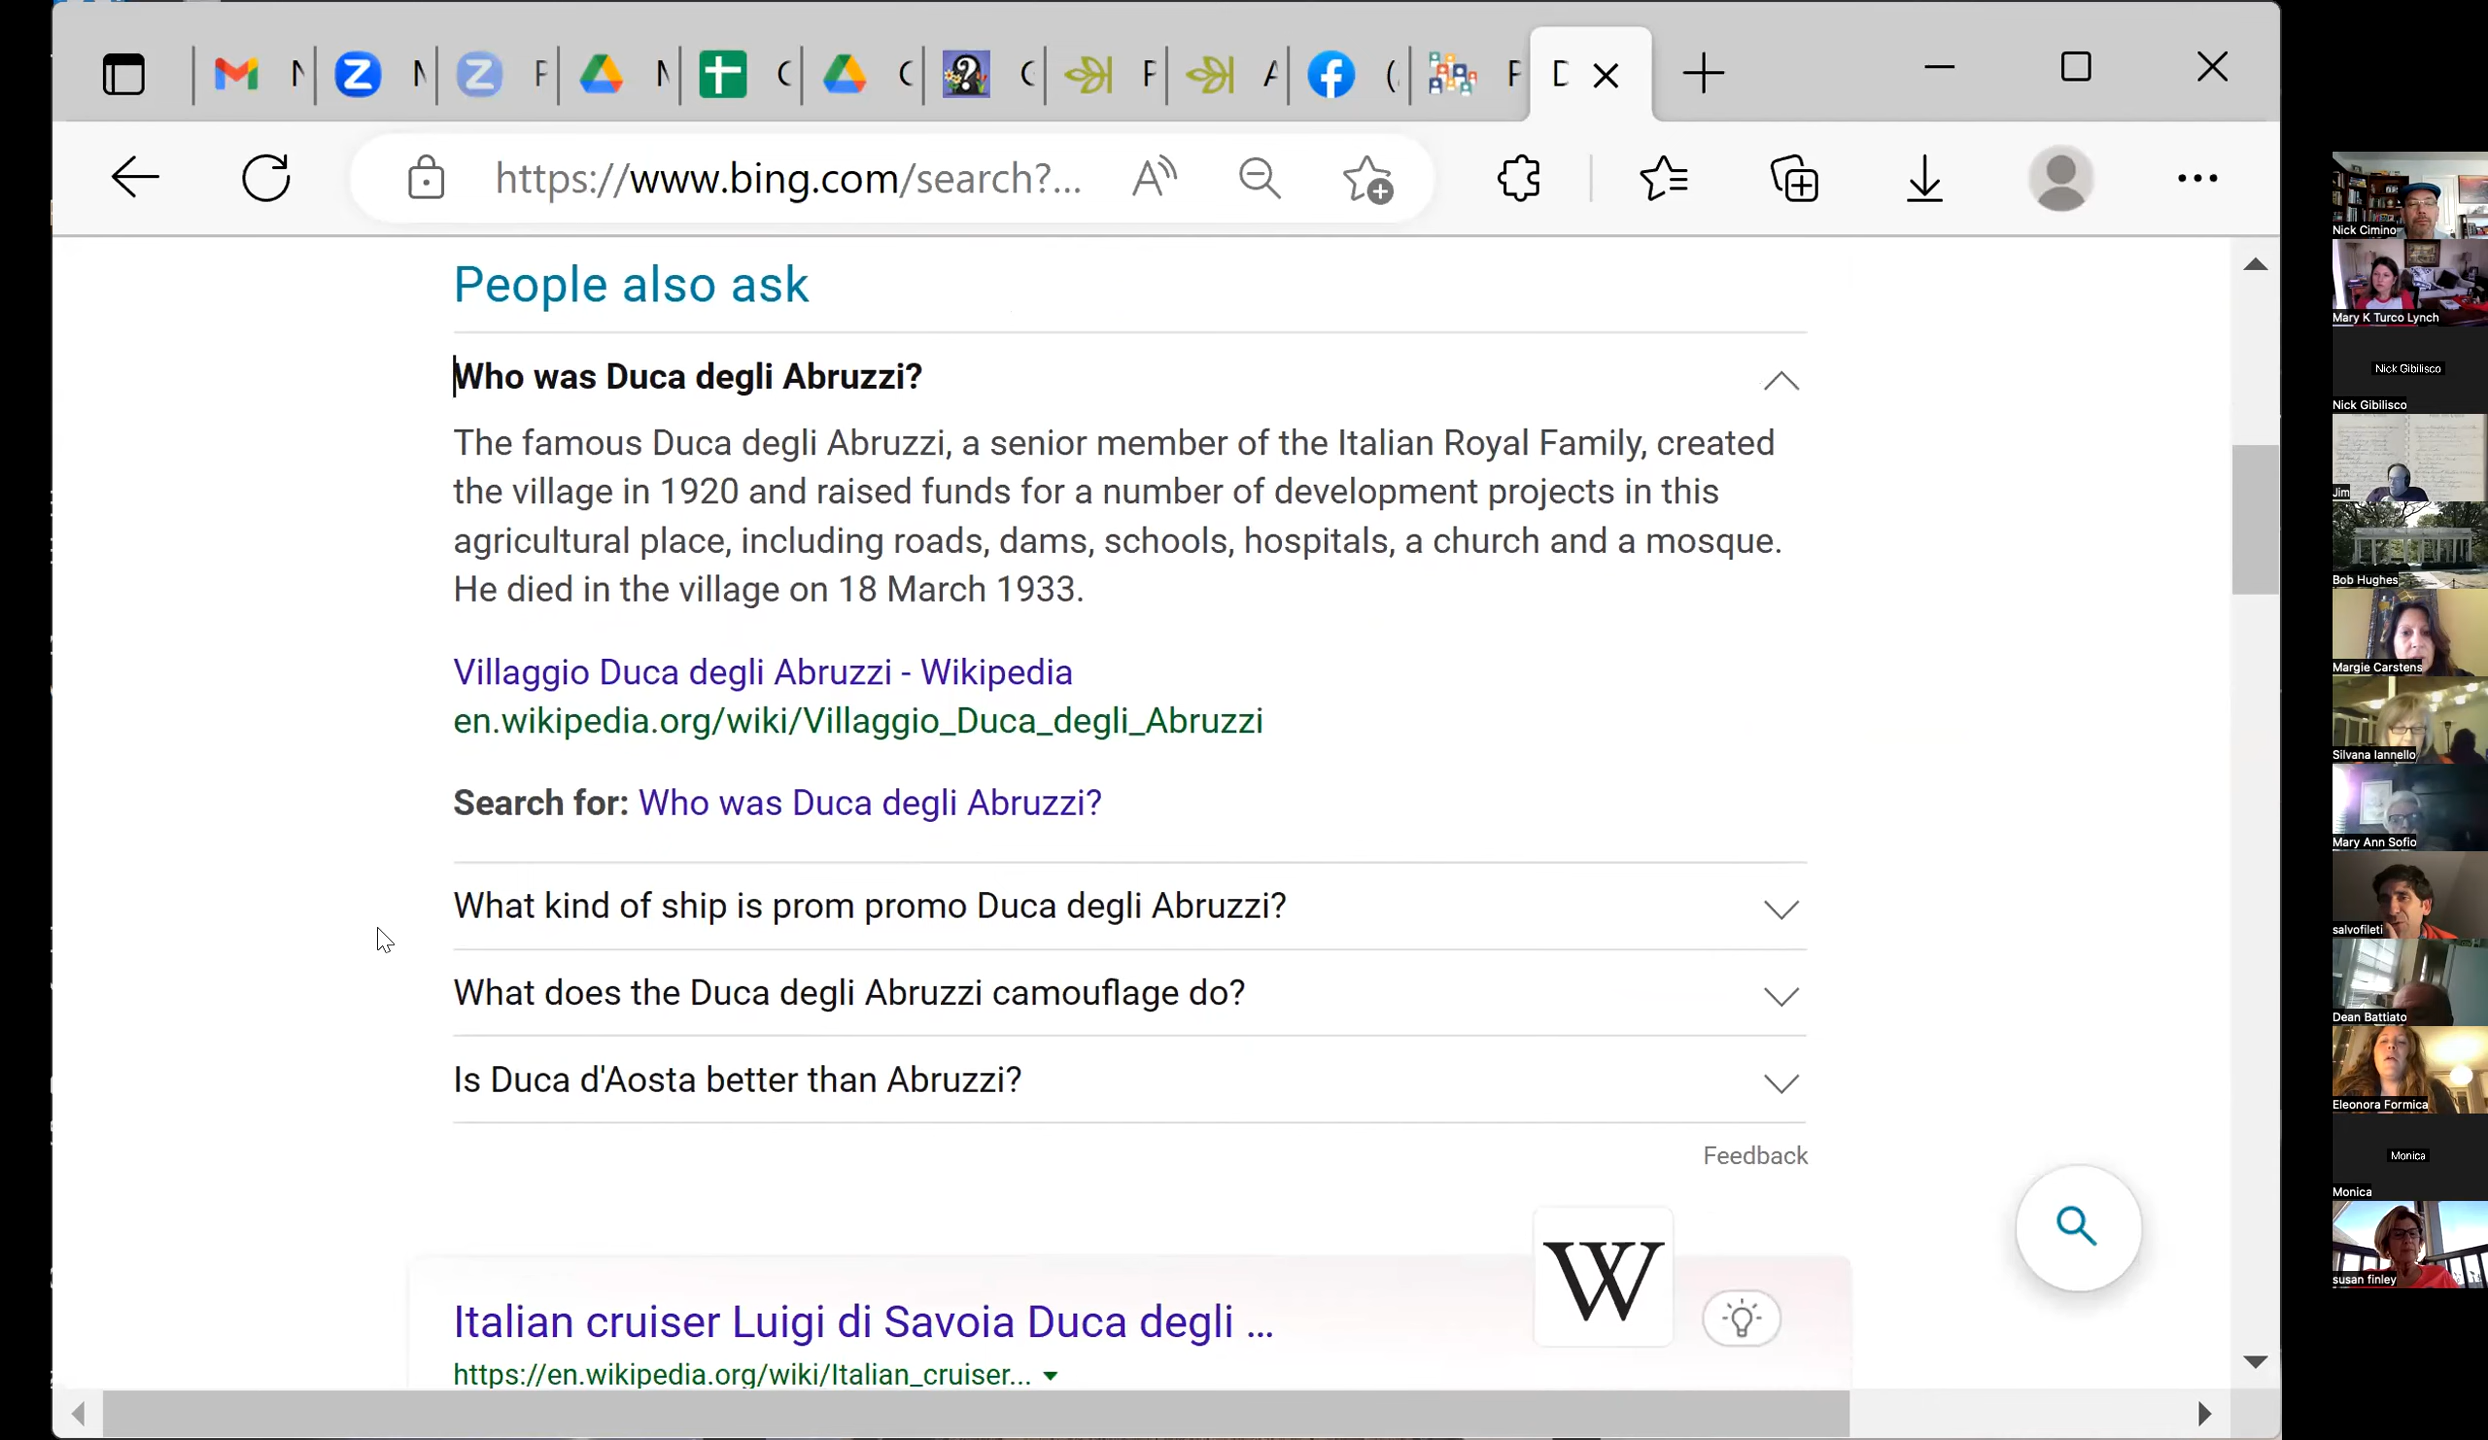 N
M
P
M
C
C
C
P
A
(
P
D
https://www.bing.com/search?...
People also ask
Who was Duca degli Abruzzi?
The famous Duca degli Abruzzi, a senior member of the Italian Royal Family, created
the village in 1920 and raised funds for a number of development projects in this
agricultural place, including roads, dams, schools, hospitals, a church and a mosque.
He died in the village on 18 March 1933.
Villaggio Duca degli Abruzzi - Wikipedia
en.wikipedia.org/wiki/Villaggio_Duca_degli_Abruzzi
Search for: Who was Duca degli Abruzzi?
What kind of ship is prom promo Duca degli Abruzzi?
What does the Duca degli Abruzzi camouflage do?
Is Duca d'Aosta better than Abruzzi?
Feedback
W
Italian cruiser Luigi di Savoia Duca degli ...
https://en.wikipedia.org/wiki/Italian_cruiser...
Nick Cimino
Mary K Turco Lynch
Nick Gibilisco
Nick Gibilisco
Jim
Bob Hughes
Margie Carstens
Silvana Iannello
Mary Ann Sofio
salvofileti
Dean Battiato
Eleonora Formica
Monica
Monica
susan finley